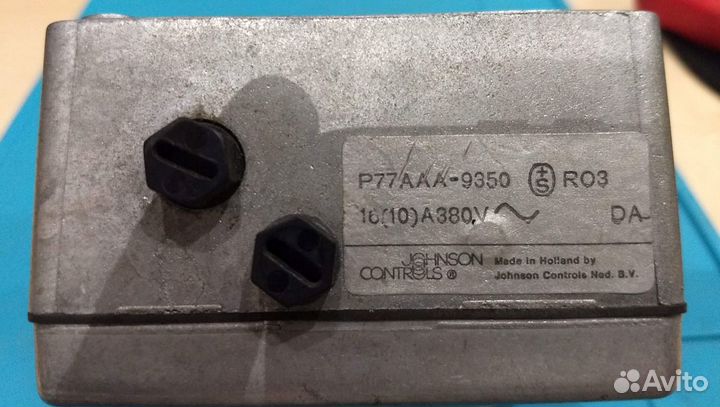 P77AAA-9350 S RO3
16(10)A380V~ DA
JOHNSON CONTROLS ®
Made in Holland by
Johnson Controls Ned. B.V.
Avito